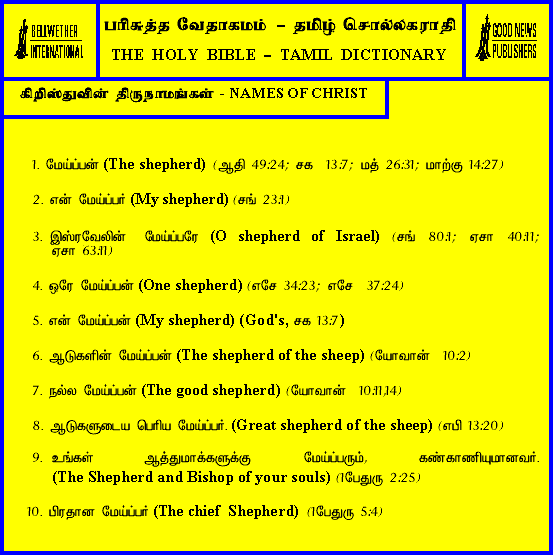 BELLWETHER
INTERNATIONAL
பரிசுத்த வேதாகமம் – தமிழ் சொல்லகராதி
THE HOLY BIBLE – TAMIL DICTIONARY
GOOD NEWS
PUBLISHERS
கிறிஸ்துவின் திருநாமங்கள் - NAMES OF CHRIST
1. மேய்ப்பன் (The shepherd) (ஆதி 49:24; சக 13:7; மத் 26:31; மாற்கு 14:27)
2. என் மேய்ப்பர் (My shepherd) (சங் 23:1)
3. இஸ்ரவேலின் மேய்ப்பரே (O shepherd of Israel) (சங் 80:1; ஏசா 40:11;
ஏசா 63:11)
4. ஒரே மேய்ப்பன் (One shepherd) (எசே 34:23; எசே 37:24)
5. என் மேய்ப்பன் (My shepherd) (God's, சக 13:7)
6. ஆடுகளின் மேய்ப்பன் (The shepherd of the sheep) (யோவான் 10:2)
7. நல்ல மேய்ப்பன் (The good shepherd) (யோவான் 10:11,14)
8. ஆடுகளுடைய பெரிய மேய்ப்பர். (Great shepherd of the sheep) (எபி 13:20)
9. உங்கள் ஆத்துமாக்களுக்கு மேய்ப்பரும், கண்காணியுமானவர்.
(The Shepherd and Bishop of your souls) (1பேதுரு 2:25)
10. பிரதான மேய்ப்பர் (The chief Shepherd) (1பேதுரு 5:4)